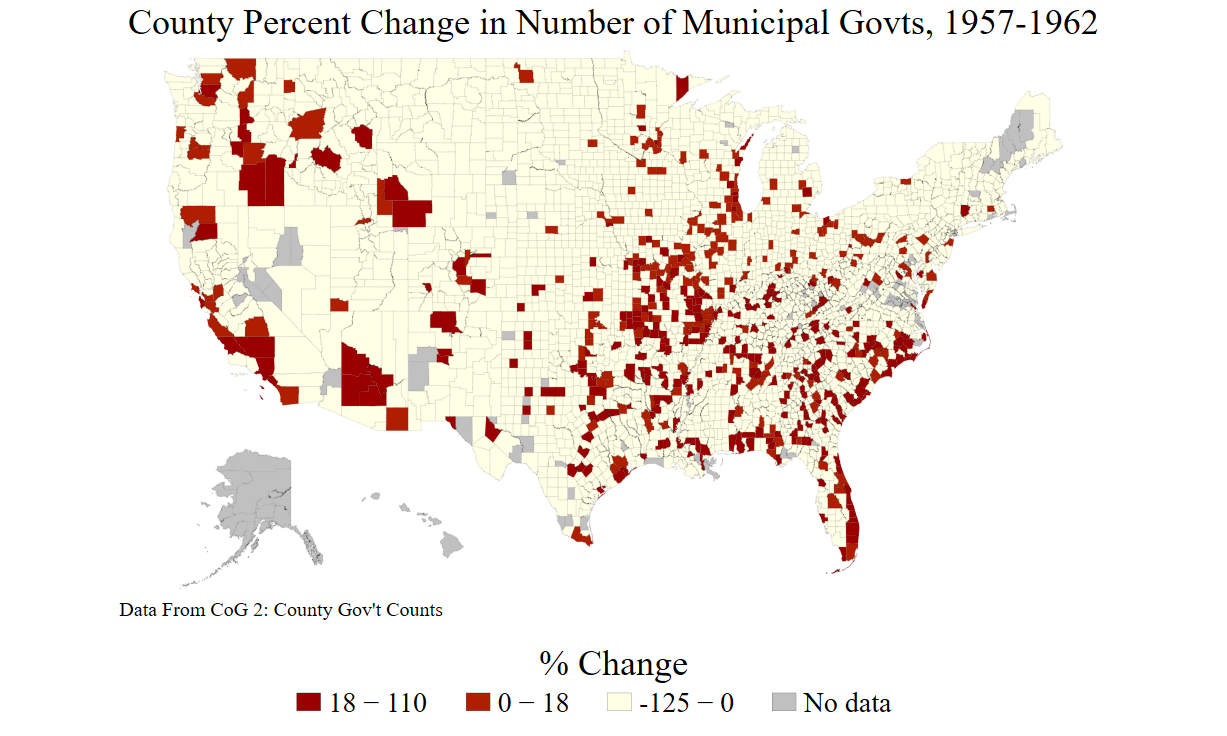 County Percent Change in Number of Municipal Govts, 1957-1962
Data From CoG 2: County Gov't Counts
% Change
18 − 110
0 − 18
-125 − 0
No data